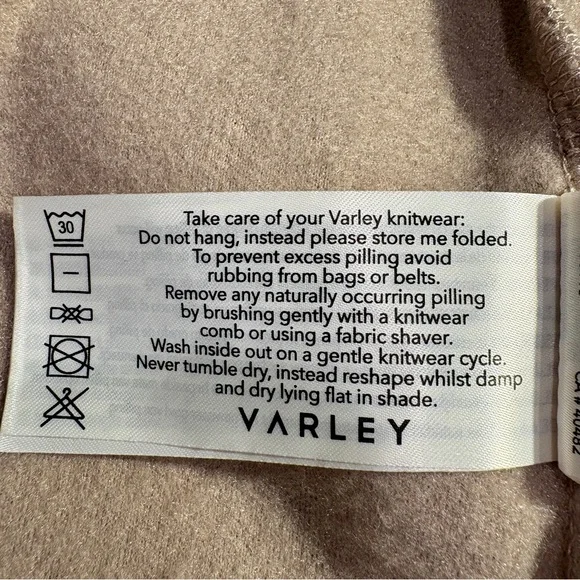 30
Take care of your Varley knitwear:
Do not hang, instead please store me folded.
To prevent excess pilling avoid
rubbing from bags or belts.
Remove any naturally occurring pilling
by brushing gently with a knitwear
comb or using a fabric shaver.
Wash inside out on a gentle knitwear cycle.
Never tumble dry, instead reshape whilst damp
and dry lying flat in shade.
VARLEY